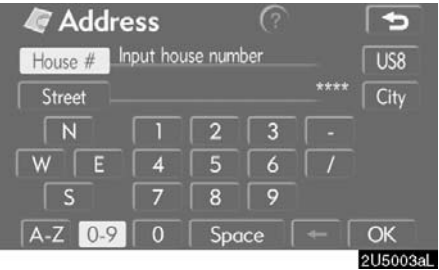 Address ?
House # Input house number US8
Street **** City
N 1 2 3 -
W E 4 5 6 /
S 7 8 9
A-Z 0-9 0 Space ← OK
2U5003aL